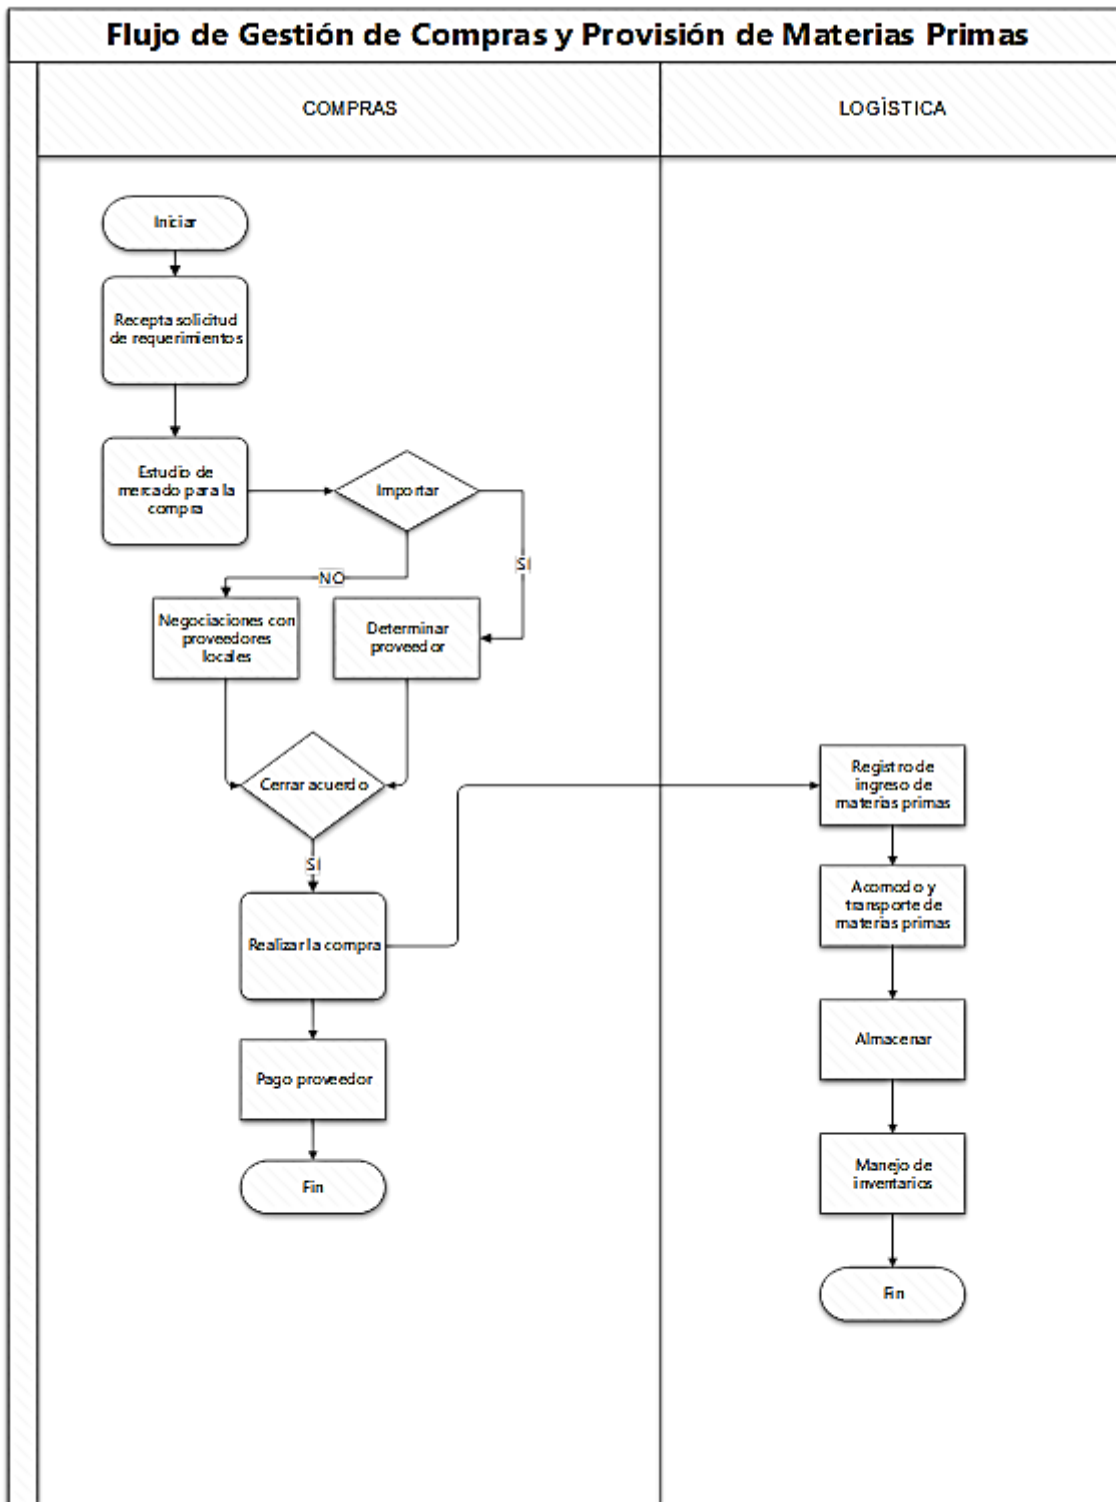 Flujo de Gestión de Compras y Provisión de Materias Primas
COMPRAS
LOGÍSTICA
Iniciar
Recepta solicitud
de requerimientos
Estudio de
mercado para la
compra
Importar
SI
NO
Negociaciones con
proveedores
locales
Determinar
proveedor
Cerrar acuerdo
SI
Realizar la compra
Pago proveedor
Fin
Registro de
ingreso de
materias primas
Acomodo y
transporte de
materias primas
Almacenar
Manejo de
inventarios
Fin